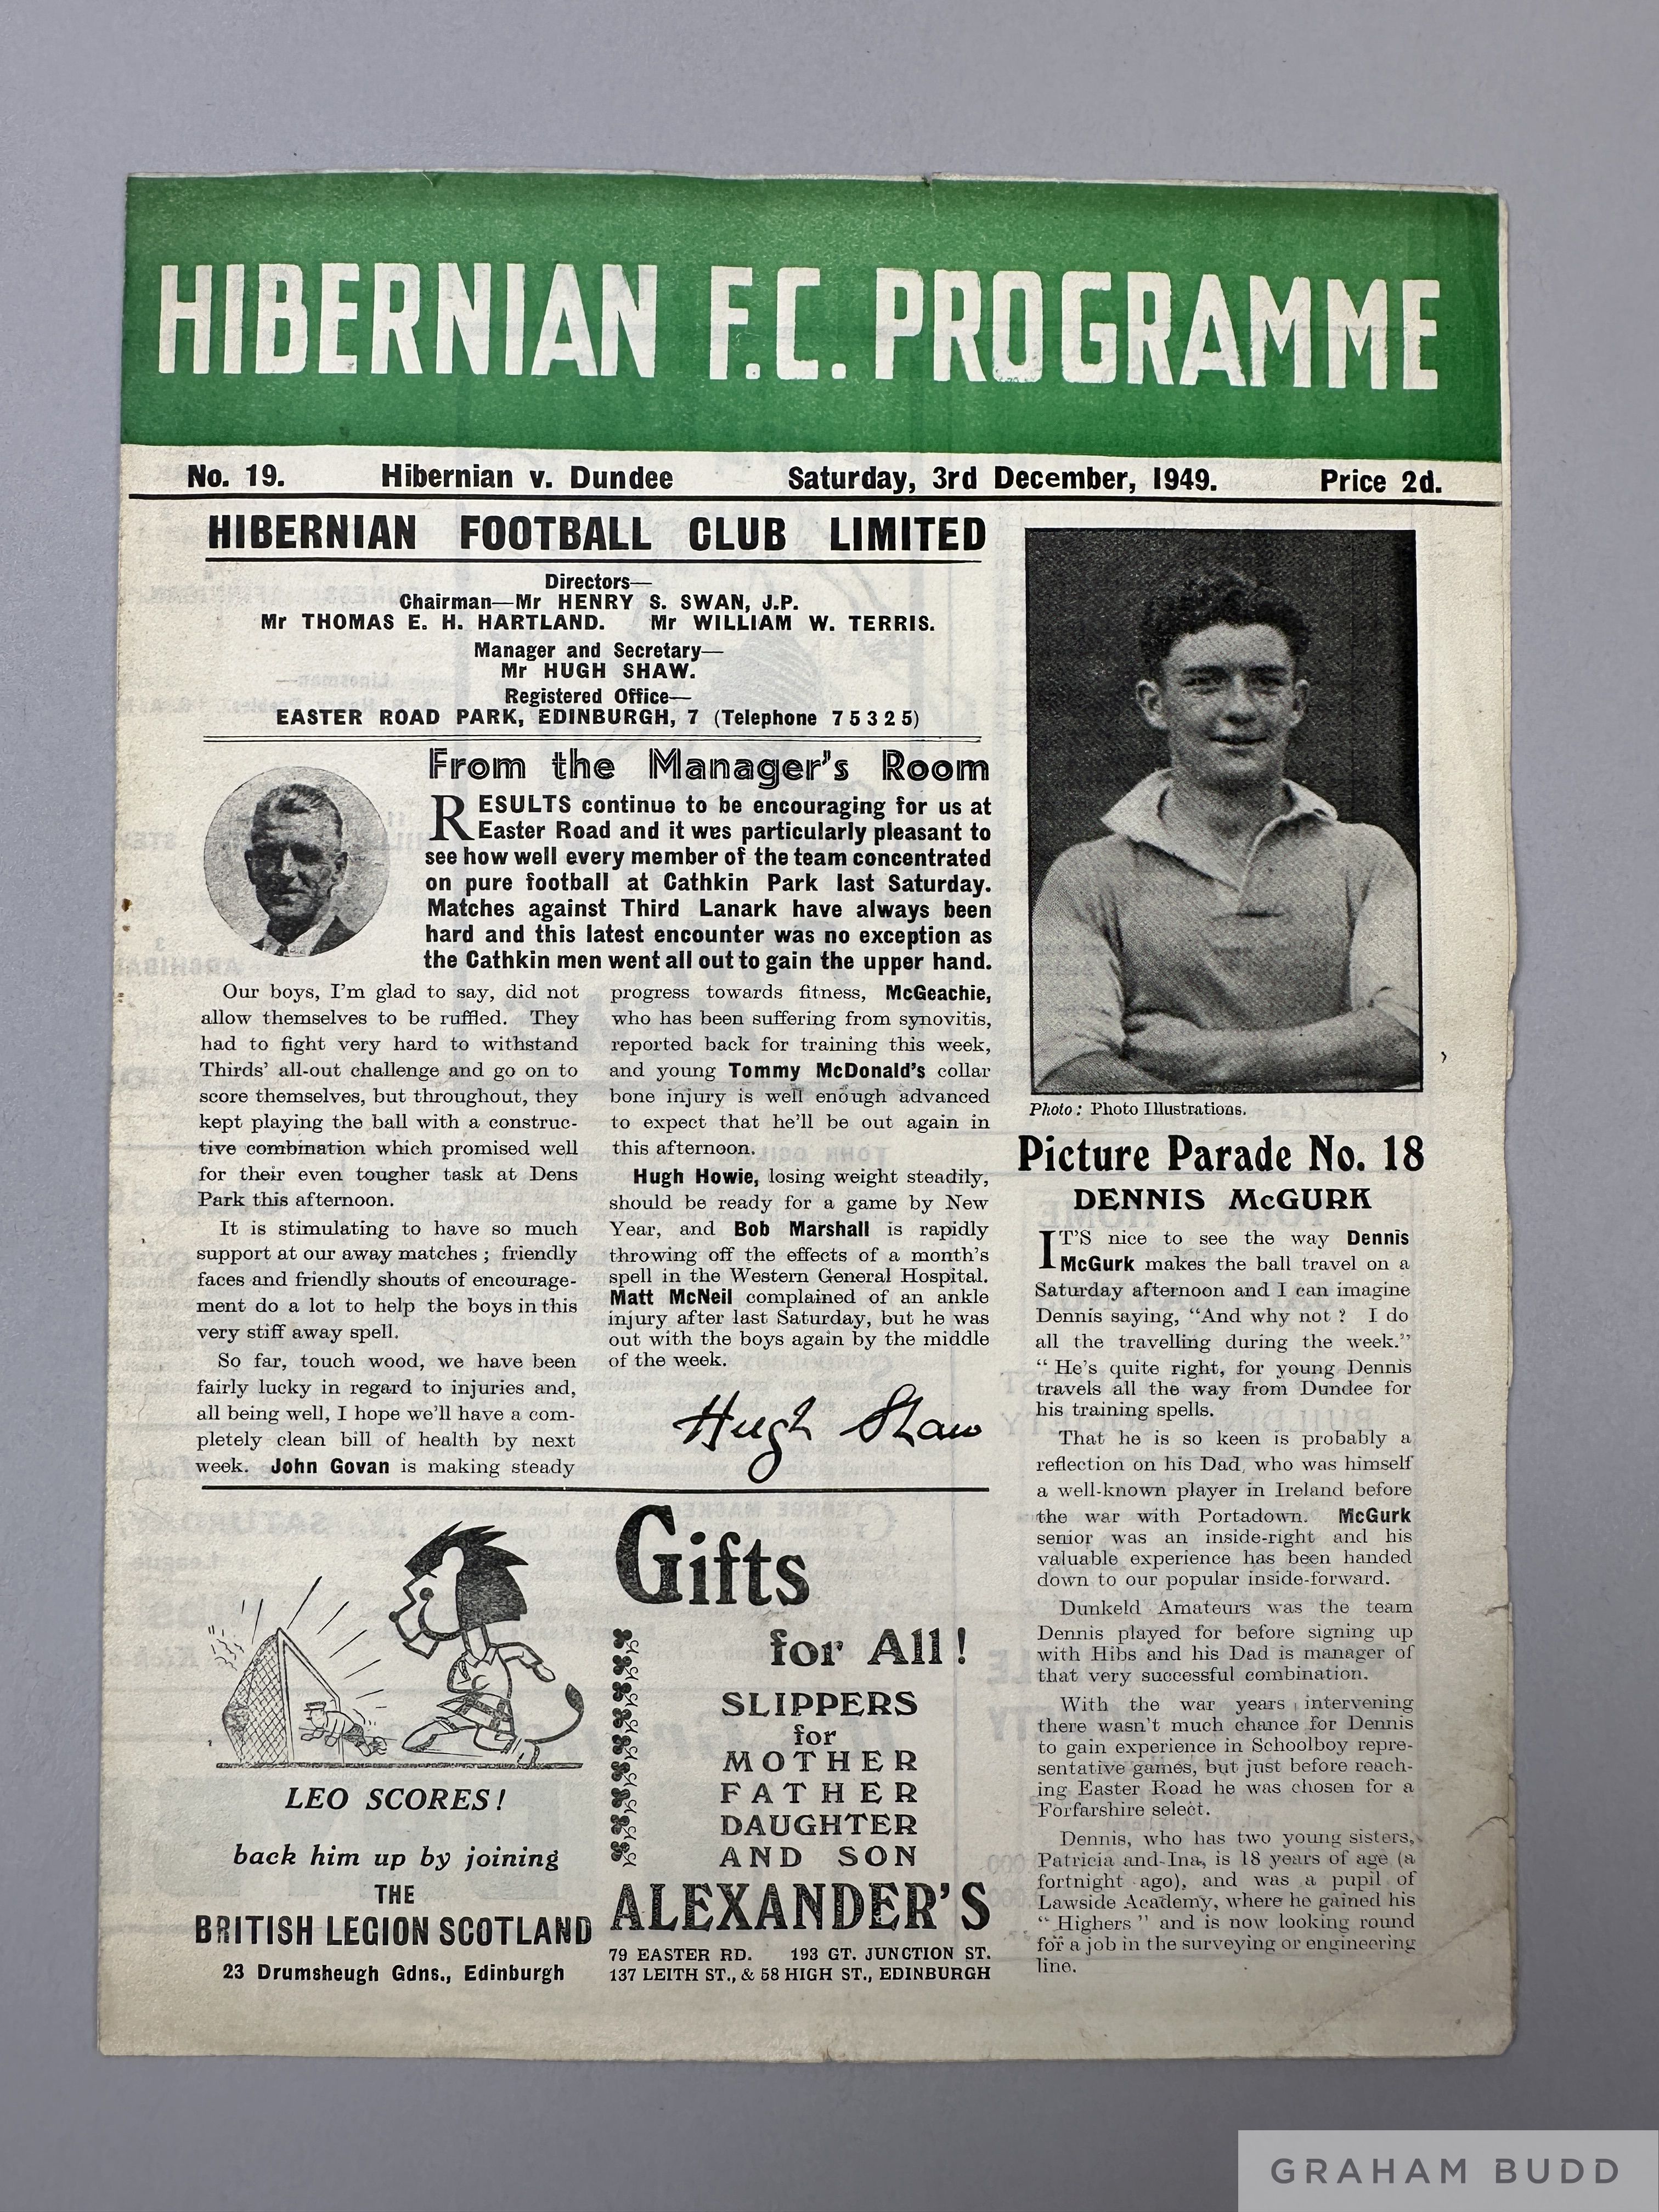 HIBERNIAN F.C. PROGRAMME
No. 19. Hibernian v. Dundee Saturday, 3rd December, 1949. Price 2d.
HIBERNIAN FOOTBALL CLUB LIMITED
Directors—
Chairman—Mr HENRY S. SWAN, J.P.
Mr THOMAS E. H. HARTLAND. Mr WILLIAM W. TERRIS.
Manager and Secretary—
Mr HUGH SHAW.
Registered Office—
EASTER ROAD PARK, EDINBURGH, 7 (Telephone 75325)
From the Manager's Room
RESULTS continue to be encouraging for us at
Easter Road and it was particularly pleasant to
see how well every member of the team concentrated
on pure football at Cathkin Park last Saturday.
Matches against Third Lanark have always been
hard and this latest encounter was no exception as
the Cathkin men went all out to gain the upper hand.
Our boys, I'm glad to say, did not
allow themselves to be ruffled. They
had to fight very hard to withstand
Thirds' all-out challenge and go on to
score themselves, but throughout, they
kept playing the ball with a construc-
tive combination which promised well
for their even tougher task at Dens
Park this afternoon.
It is stimulating to have so much
support at our away matches ; friendly
faces and friendly shouts of encourage-
ment do a lot to help the boys in this
very stiff away spell.
So far, touch wood, we have been
fairly lucky in regard to injuries and,
all being well, I hope we'll have a com-
pletely clean bill of health by next
week. John Govan is making steady
progress towards fitness, McGeachie,
who has been suffering from synovitis,
reported back for training this week,
and young Tommy McDonald's collar
bone injury is well enough advanced
to expect that he'll be out again in
this afternoon.
Hugh Howie, losing weight steadily,
should be ready for a game by New
Year, and Bob Marshall is rapidly
throwing off the effects of a month's
spell in the Western General Hospital.
Matt McNeil complained of an ankle
injury after last Saturday, but he was
out with the boys again by the middle
of the week.
Hugh Shaw
LEO SCORES!
back him up by joining
THE
BRITISH LEGION SCOTLAND
23 Drumsheugh Gdns., Edinburgh
Gifts
for All!
SLIPPERS
for
MOTHER
FATHER
DAUGHTER
AND SON
ALEXANDER'S
79 EASTER RD. 193 GT. JUNCTION ST.
137 LEITH ST., & 58 HIGH ST., EDINBURGH
Photo: Photo Illustrations.
Picture Parade No. 18
DENNIS McGURK
IT'S nice to see the way Dennis
McGurk makes the ball travel on a
Saturday afternoon and I can imagine
Dennis saying, "And why not ? I do
all the travelling during the week."
" He's quite right, for young Dennis
travels all the way from Dundee for
his training spells.
That he is so keen is probably a
reflection on his Dad, who was himself
a well-known player in Ireland before
the war with Portadown. McGurk
senior was an inside-right and his
valuable experience has been handed
down to our popular inside-forward.
Dunkeld Amateurs was the team
Dennis played for before signing up
with Hibs and his Dad is manager of
that very successful combination.
With the war years intervening
there wasn't much chance for Dennis
to gain experience in Schoolboy repre-
sentative games, but just before reach-
ing Easter Road he was chosen for a
Forfarshire select.
Dennis, who has two young sisters,
Patricia and Ina, is 18 years of age (a
fortnight ago), and was a pupil of
Lawside Academy, where he gained his
" Highers " and is now looking round
for a job in the surveying or engineering
line.
GRAHAM BUDD